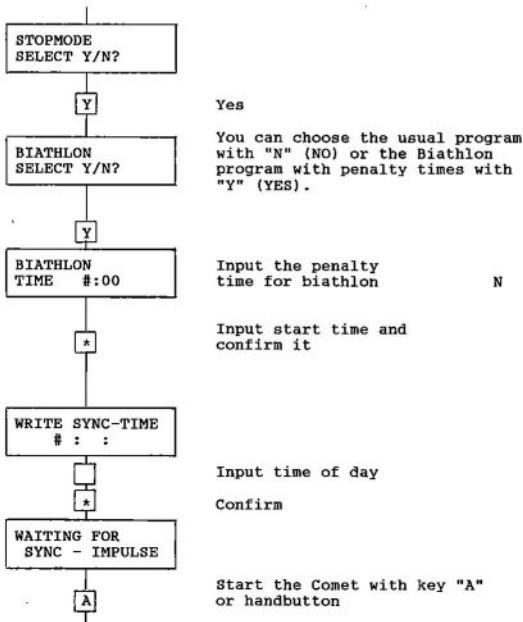 STOPMODE
SELECT Y/N?
Y
Yes
BIATHLON
SELECT Y/N?
You can choose the usual program
with "N" (NO) or the Biathlon
program with penalty times with
"Y" (YES).
Y
BIATHLON
TIME #:00
Input the penalty
time for biathlon N
*
Input start time and
confirm it
WRITE SYNC-TIME
# : :
Input time of day
*
Confirm
WAITING FOR
SYNC - IMPULSE
A
Start the Comet with key "A"
or handbutton